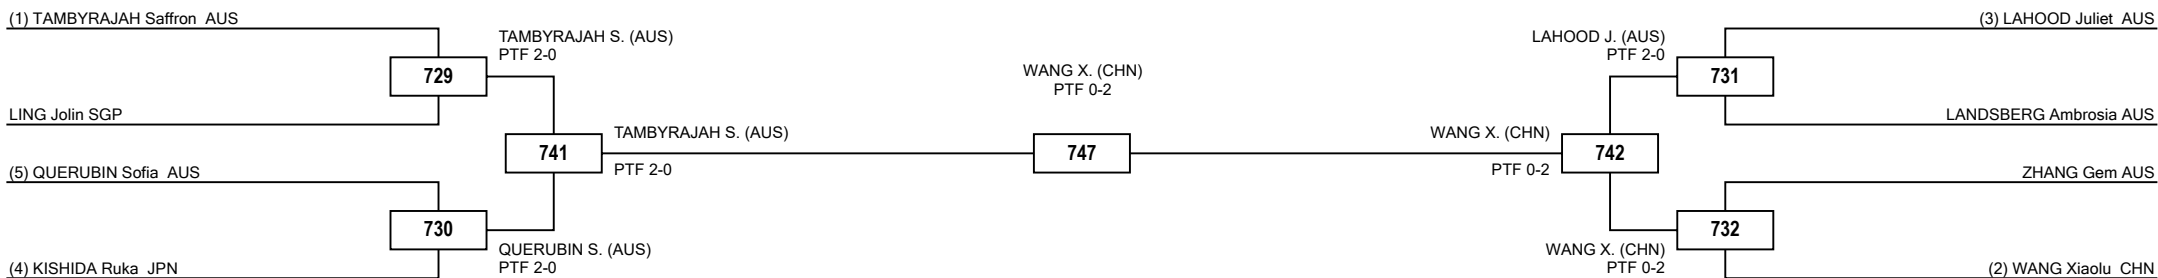 (1) TAMBYRAJAH Saffron AUS
TAMBYRAJAH S. (AUS)
PTF 2-0
729
LING Jolin SGP
TAMBYRAJAH S. (AUS)
741
PTF 2-0
(5) QUERUBIN Sofia AUS
730
QUERUBIN S. (AUS)
PTF 2-0
(4) KISHIDA Ruka JPN
WANG X. (CHN)
PTF 0-2
747
(3) LAHOOD Juliet AUS
LAHOOD J. (AUS)
PTF 2-0
731
LANDSBERG Ambrosia AUS
WANG X. (CHN)
742
PTF 0-2
ZHANG Gem AUS
732
WANG X. (CHN)
PTF 0-2
(2) WANG Xiaolu CHN